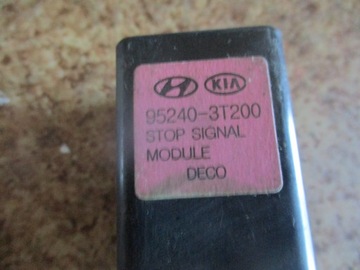 KIA
95240-3T200
STOP SIGNAL
MODULE
DECO